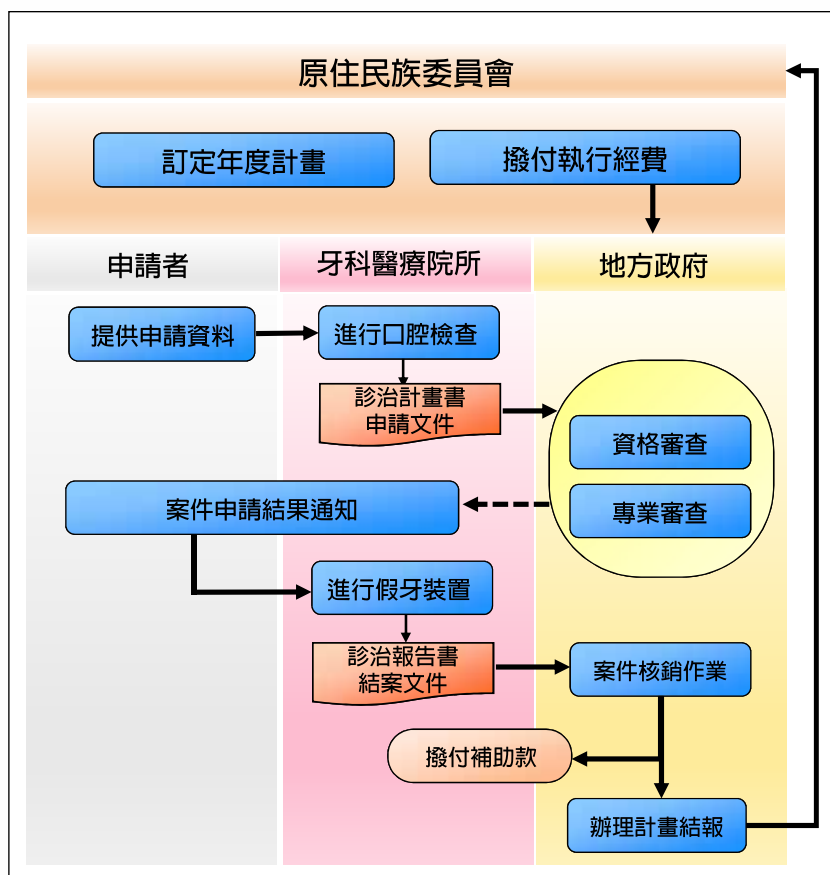 原住民族委員會
訂定年度計畫
撥付執行經費
申請者
牙科醫療院所
地方政府
提供申請資料
進行口腔檢查
診治計畫書
申請文件
資格審查
專業審查
案件申請結果通知
進行假牙裝置
診治報告書
結案文件
案件核銷作業
撥付補助款
辦理計畫結報